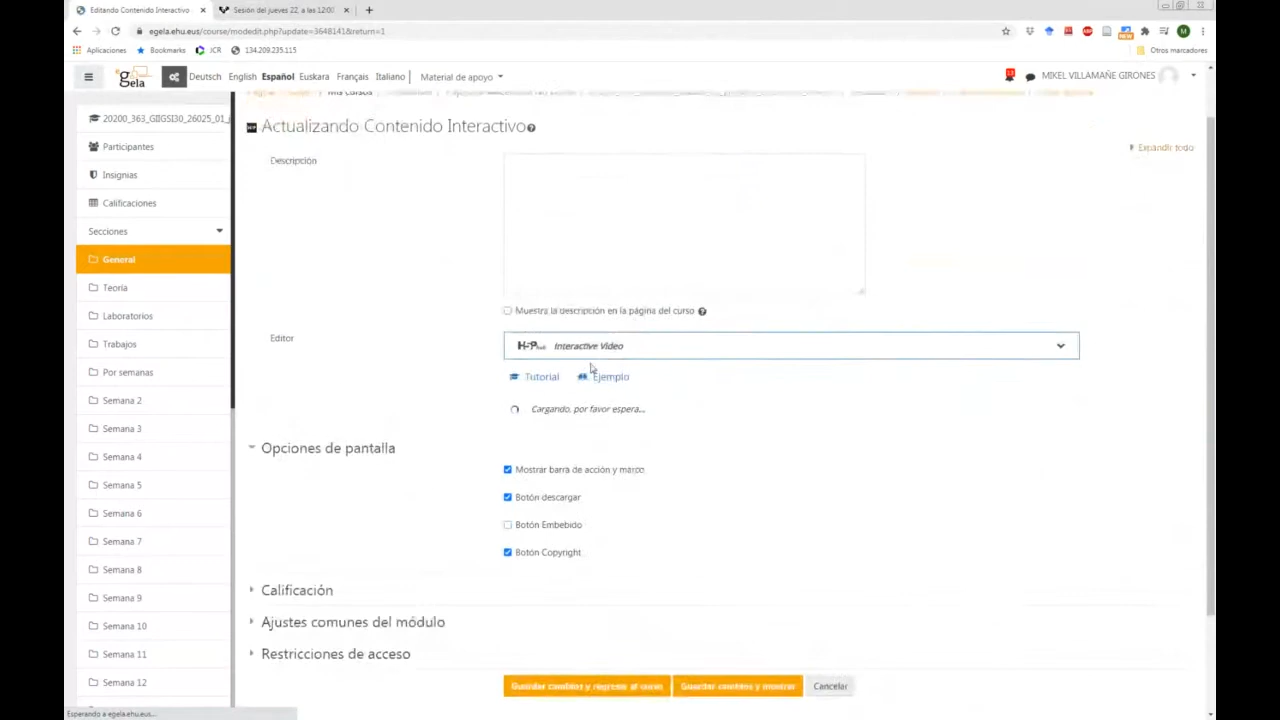 Editando Contenido Interactivo
Sesión del jueves 22, a las 12:00
egela.ehu.eus/course/modedit.php?update=3648141&return=1
Aplicaciones
Bookmarks
JCR
134.209.235.115
Otros marcadores
gela
Deutsch English Español Euskara Français Italiano
Material de apoyo
MIKEL VILLAMAÑE GIRONES
Mis cursos
20200_363_GIIGSI30_26025_01_
Participantes
Insignias
Calificaciones
Secciones
General
Teoría
Laboratorios
Trabajos
Por semanas
Semana 2
Semana 3
Semana 4
Semana 5
Semana 6
Semana 7
Semana 8
Semana 9
Semana 10
Semana 11
Semana 12
Actualizando Contenido Interactivo
Expandir todo
Descripción
Muestra la descripción en la página del curso
Editor
H5P Interactive Video
Tutorial
Ejemplo
Cargando, por favor espera...
Opciones de pantalla
Mostrar barra de acción y marco
Botón descargar
Botón Embebido
Botón Copyright
Calificación
Ajustes comunes del módulo
Restricciones de acceso
Guardar cambios y regresar al curso
Guardar cambios y mostrar
Cancelar
Esperando a egela.ehu.eus...